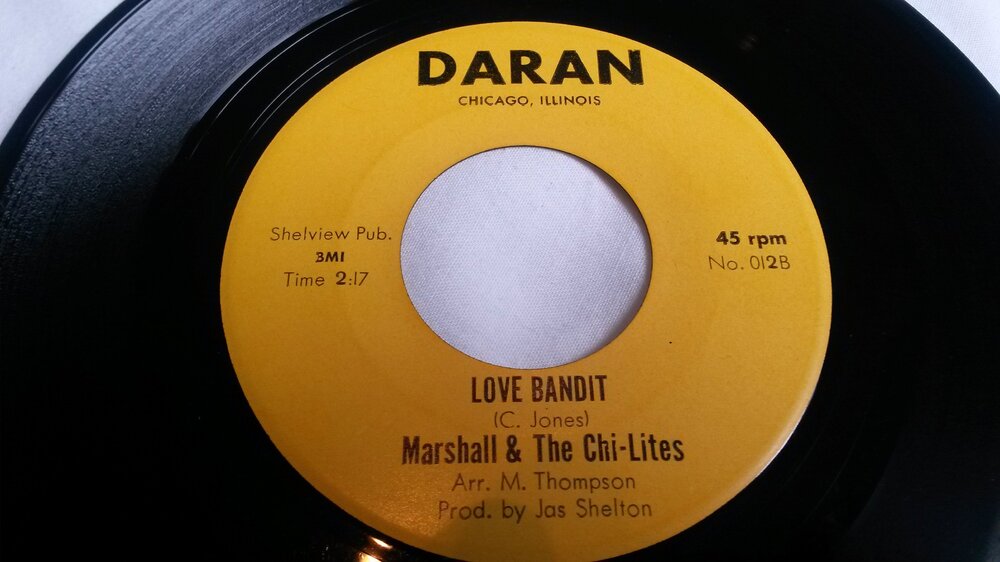 DARAN
CHICAGO, ILLINOIS
Shelview Pub.
BMI
Time 2:17
45 rpm
No. 012B
LOVE BANDIT
(C. Jones)
Marshall & The Chi-Lites
Arr. M. Thompson
Prod. by Jas Shelton